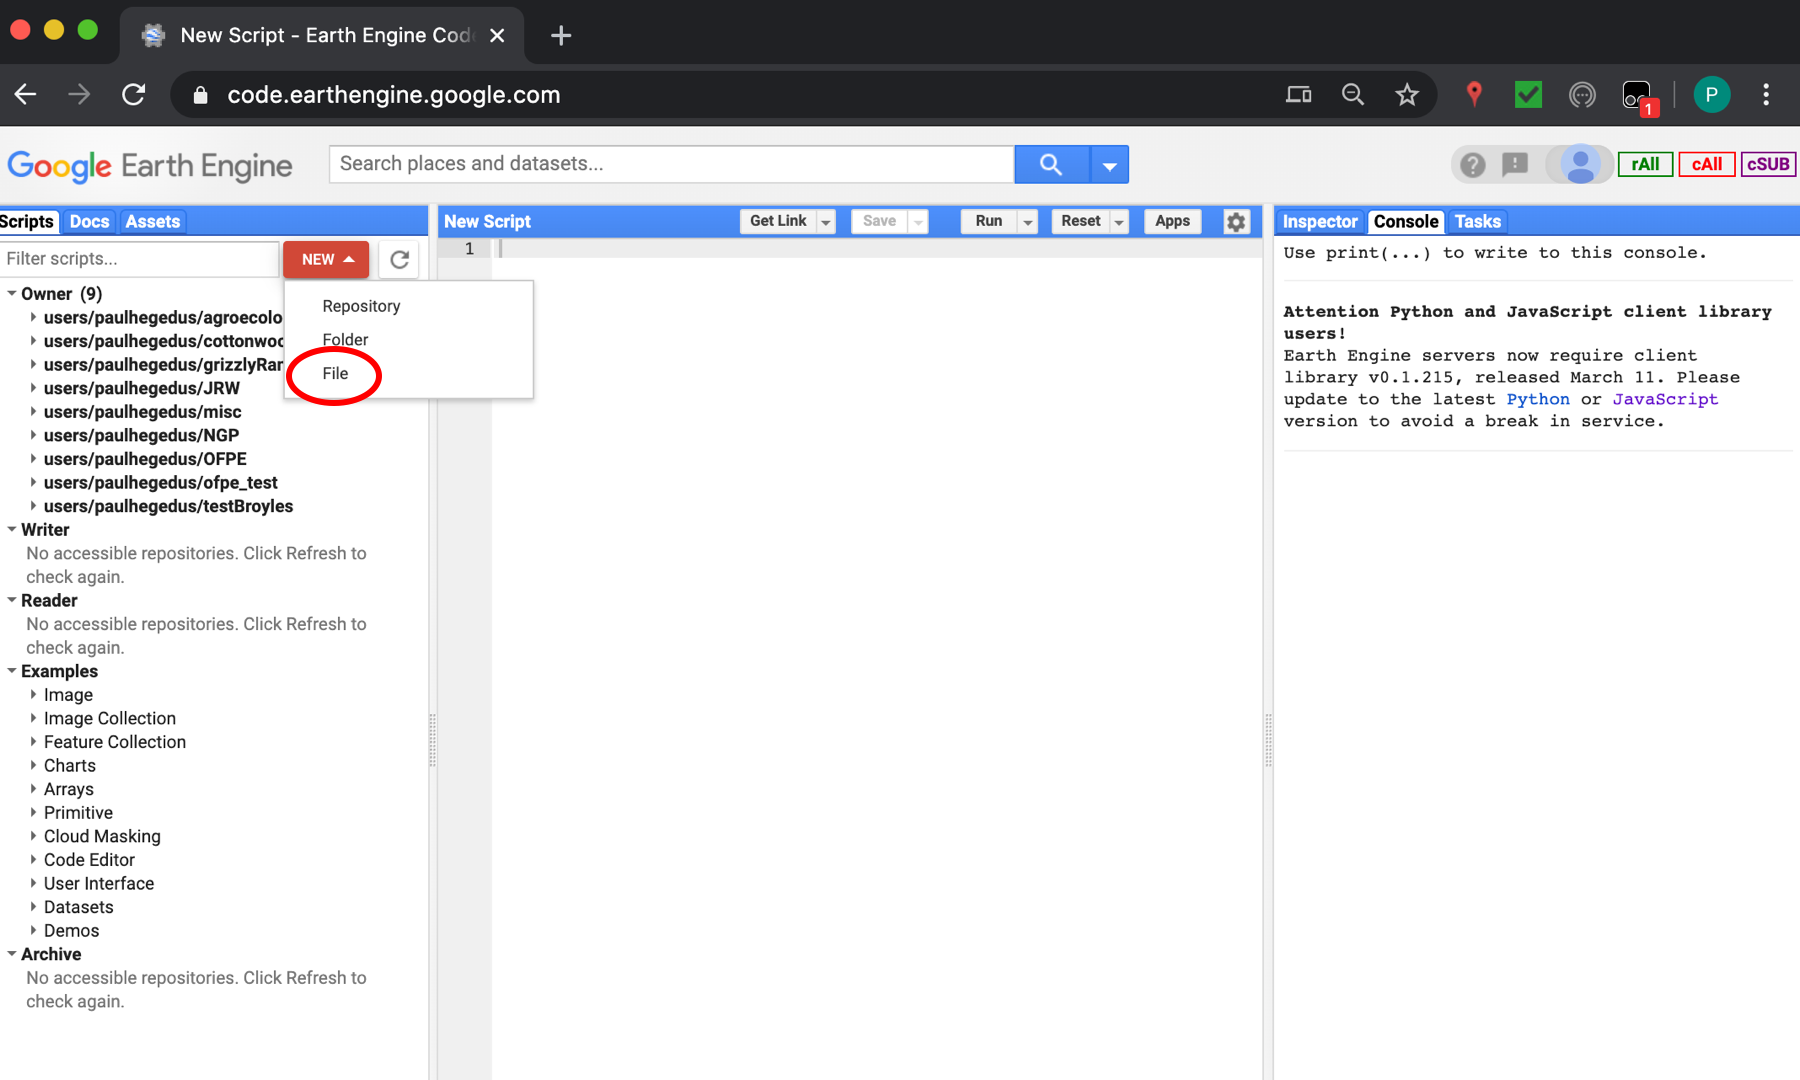 New Script - Earth Engine Cod
code.earthengine.google.com
1
P
Google Earth Engine
Search places and datasets...
rAll
cAll
cSUB
Scripts
Docs
Assets
New Script
Get Link
Save
Run
Reset
Apps
Inspector
Console
Tasks
Filter scripts...
NEW
1
Use print(...) to write to this console.
Repository
Folder
File
Owner (9)
users/paulhegedus/agroecolo
users/paulhegedus/cottonwoo
users/paulhegedus/grizzlyRan
users/paulhegedus/JRW
users/paulhegedus/misc
users/paulhegedus/NGP
users/paulhegedus/OFPE
users/paulhegedus/ofpe_test
users/paulhegedus/testBroyles
Writer
No accessible repositories. Click Refresh to
check again.
Reader
No accessible repositories. Click Refresh to
check again.
Examples
Image
Image Collection
Feature Collection
Charts
Arrays
Primitive
Cloud Masking
Code Editor
User Interface
Datasets
Demos
Archive
No accessible repositories. Click Refresh to
check again.
Attention Python and JavaScript client library
users!
Earth Engine servers now require client
library v0.1.215, released March 11. Please
update to the latest Python or JavaScript
version to avoid a break in service.